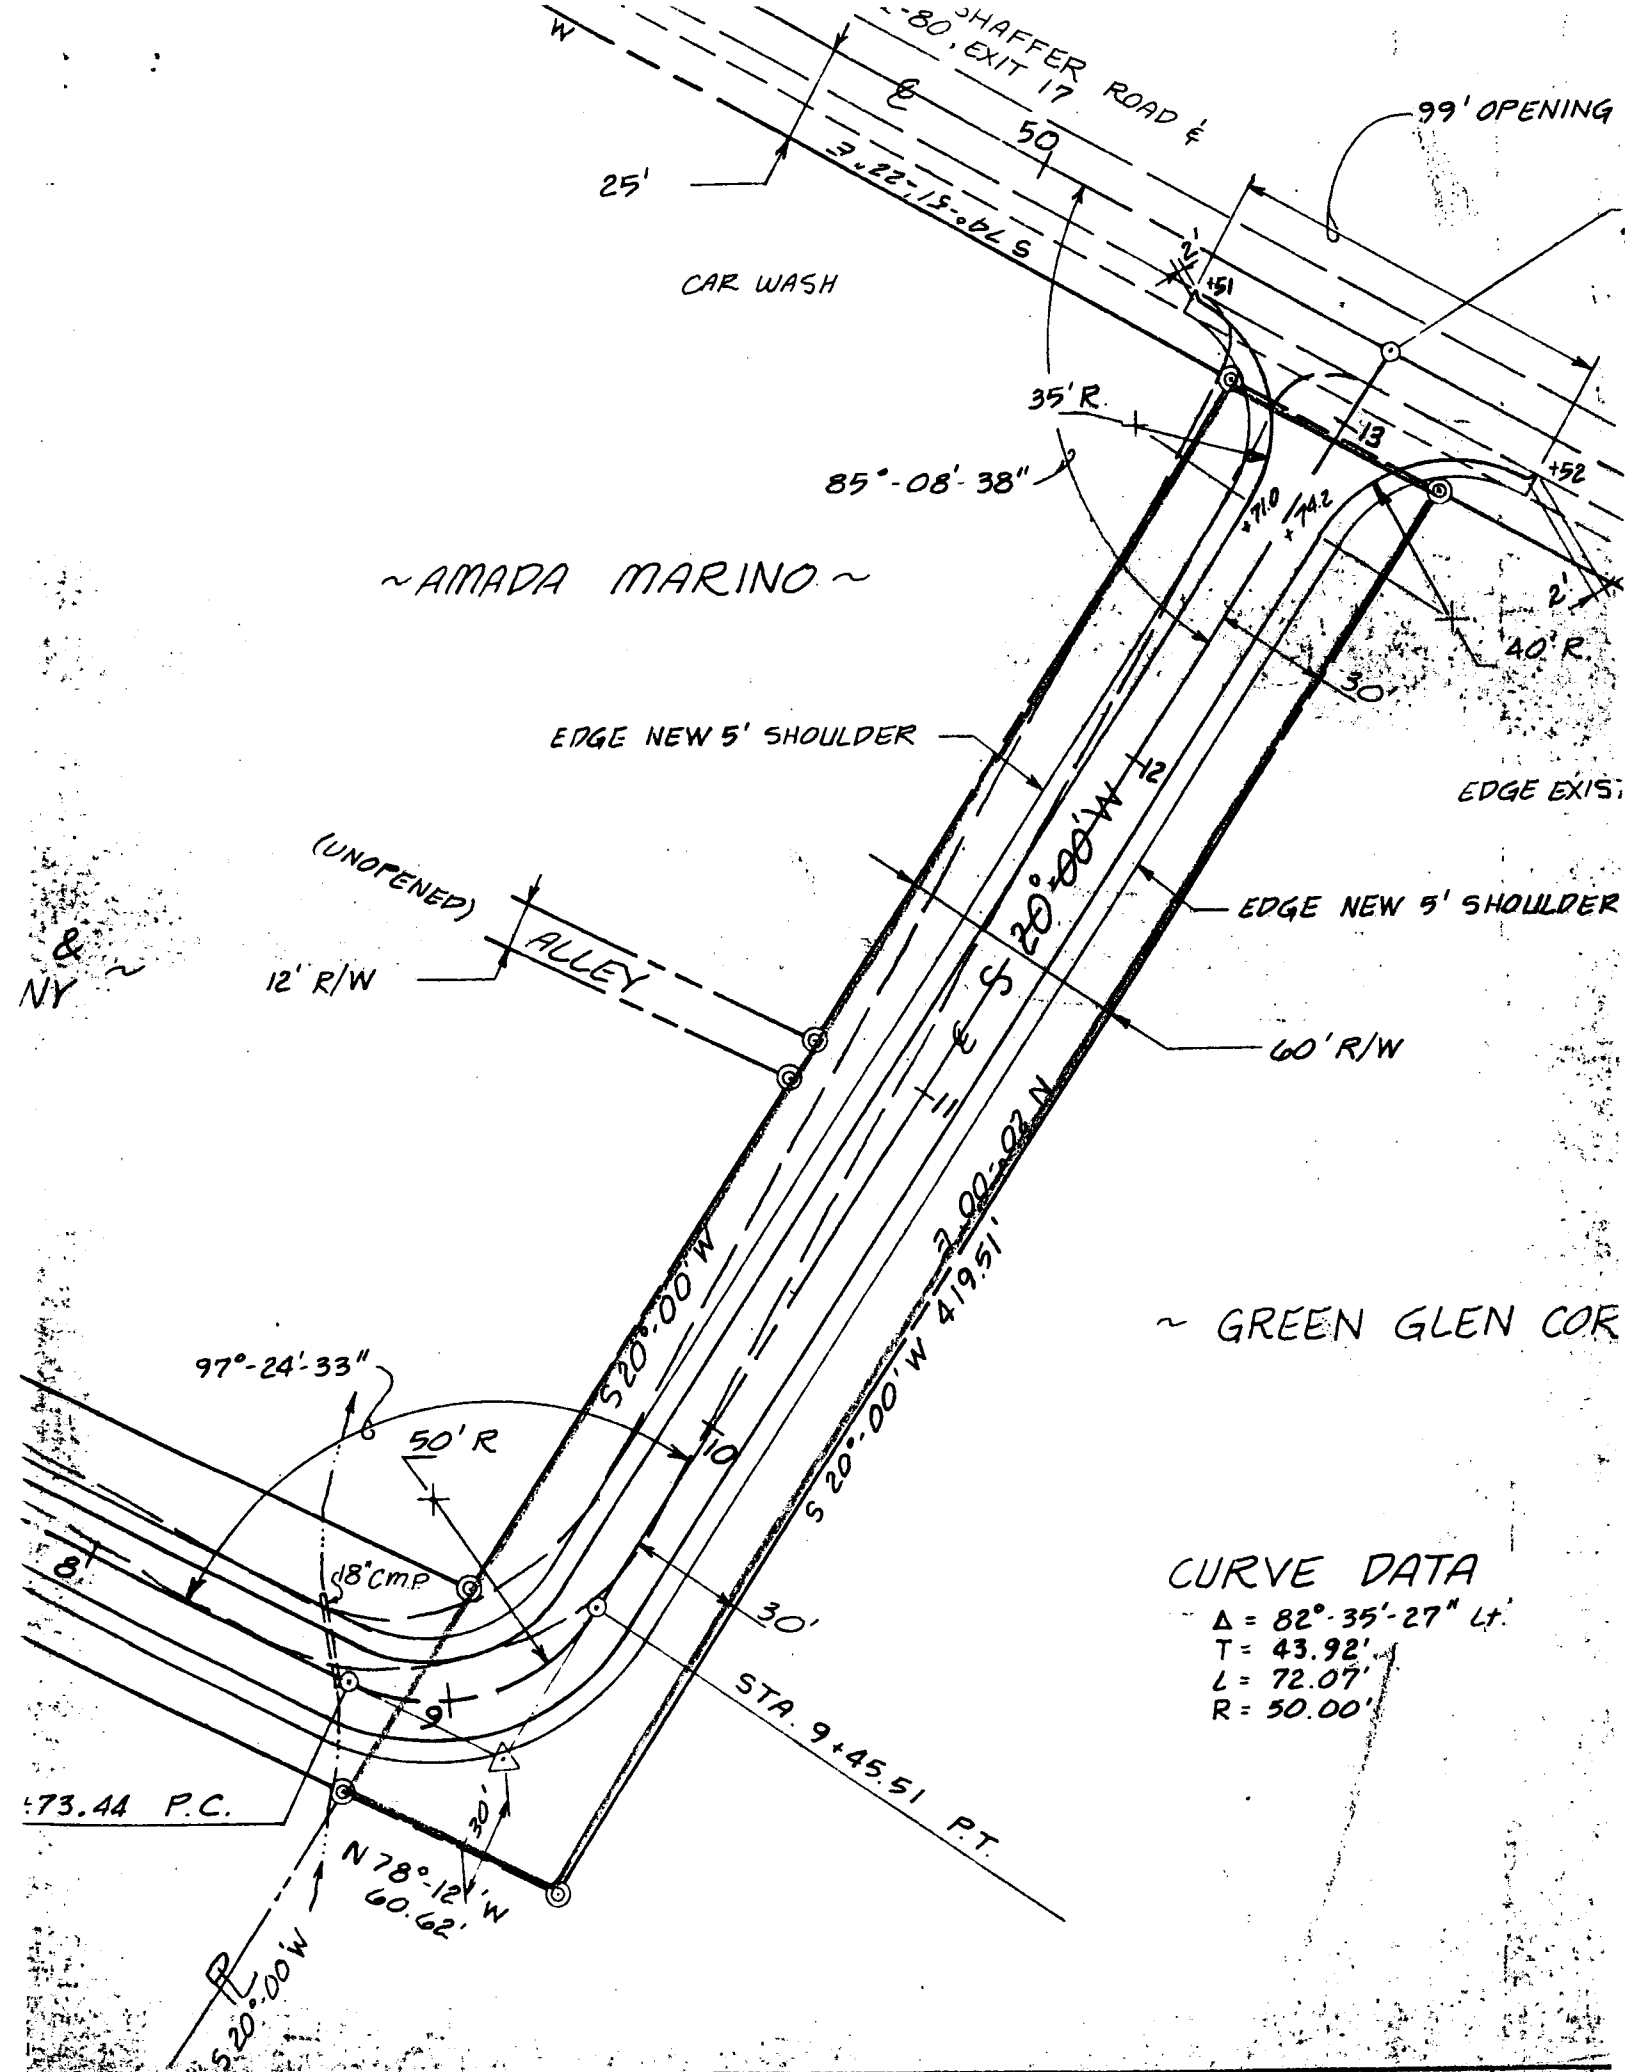 W
SHAFFER ROAD &
-80, EXIT 17
℄
50
99' OPENING
25'
S 74°-51'-22" E
CAR WASH
2'
+51
35' R.
13
+52
85°-08'-38"
+71.0
+74.2
~AMADA MARINO~
2'
40' R.
30'
EDGE NEW 5' SHOULDER
12
EDGE EXIST
(UNOPENED)
ALLEY
12' R/W
&
NY ~
EDGE NEW 5' SHOULDER
℄ S 20°-00' W
60' R/W
11
S 20°-00' W
S 20°-00' W 419.51'
~ GREEN GLEN COR
97°-24'-33"
50' R
10
8
18" CMP
30'
CURVE DATA
Δ = 82°-35'-27" Lt.
T = 43.92'
L = 72.07'
R = 50.00'
9
STA. 9+45.51 P.T.
+73.44 P.C.
30'
N 78°-12' W
60.62'
PL
S 20°-00' W